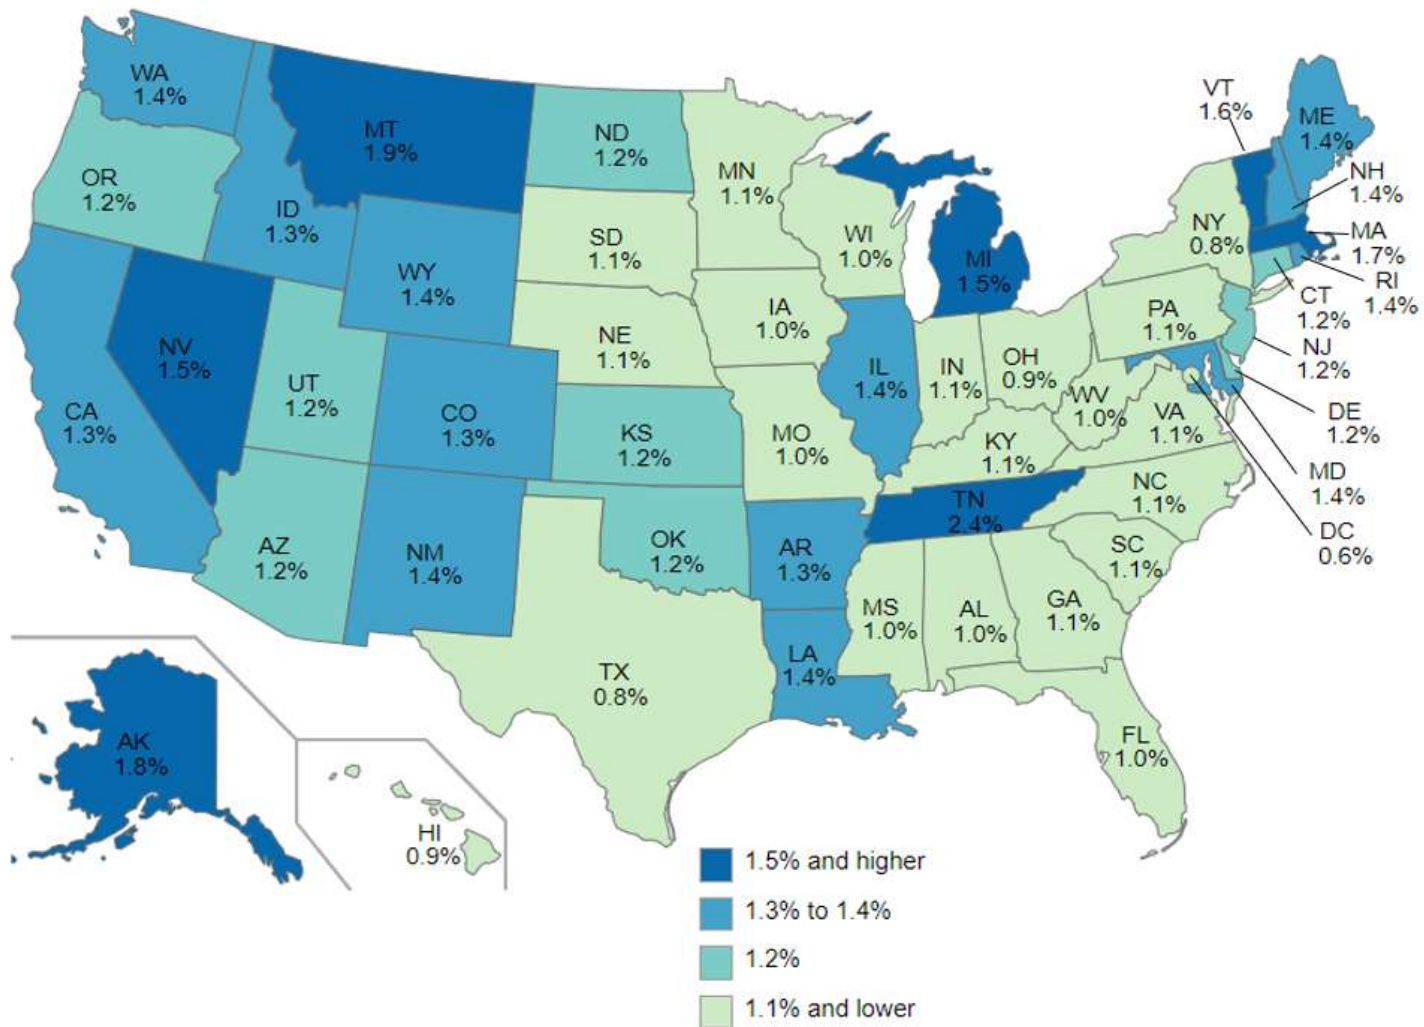 WA
1.4%
MT
1.9%
ND
1.2%
MN
1.1%
VT
1.6%
ME
1.4%
OR
1.2%
ID
1.3%
SD
1.1%
WI
1.0%
MI
1.5%
NY
0.8%
NH
1.4%
MA
1.7%
RI
1.4%
CT
1.2%
NJ
1.2%
WY
1.4%
NV
1.5%
UT
1.2%
CA
1.3%
CO
1.3%
NE
1.1%
IA
1.0%
IL
1.4%
IN
1.1%
OH
0.9%
PA
1.1%
WV
1.0%
VA
1.1%
DE
1.2%
MD
1.4%
DC
0.6%
KS
1.2%
MO
1.0%
KY
1.1%
TN
2.4%
NC
1.1%
SC
1.1%
AZ
1.2%
NM
1.4%
OK
1.2%
AR
1.3%
MS
1.0%
AL
1.0%
GA
1.1%
TX
0.8%
LA
1.4%
FL
1.0%
AK
1.8%
HI
0.9%
1.5% and higher
1.3% to 1.4%
1.2%
1.1% and lower